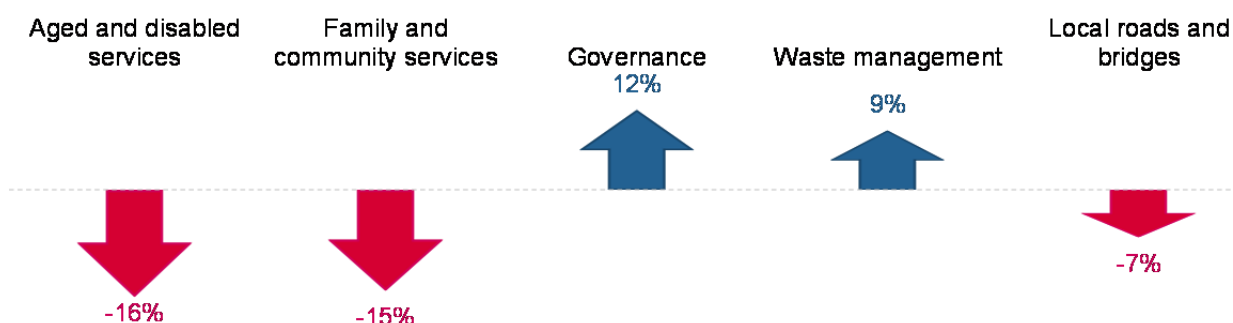 Aged and disabled
services
-16%
Family and
community services
-15%
Governance
12%
Waste management
9%
Local roads and
bridges
-7%